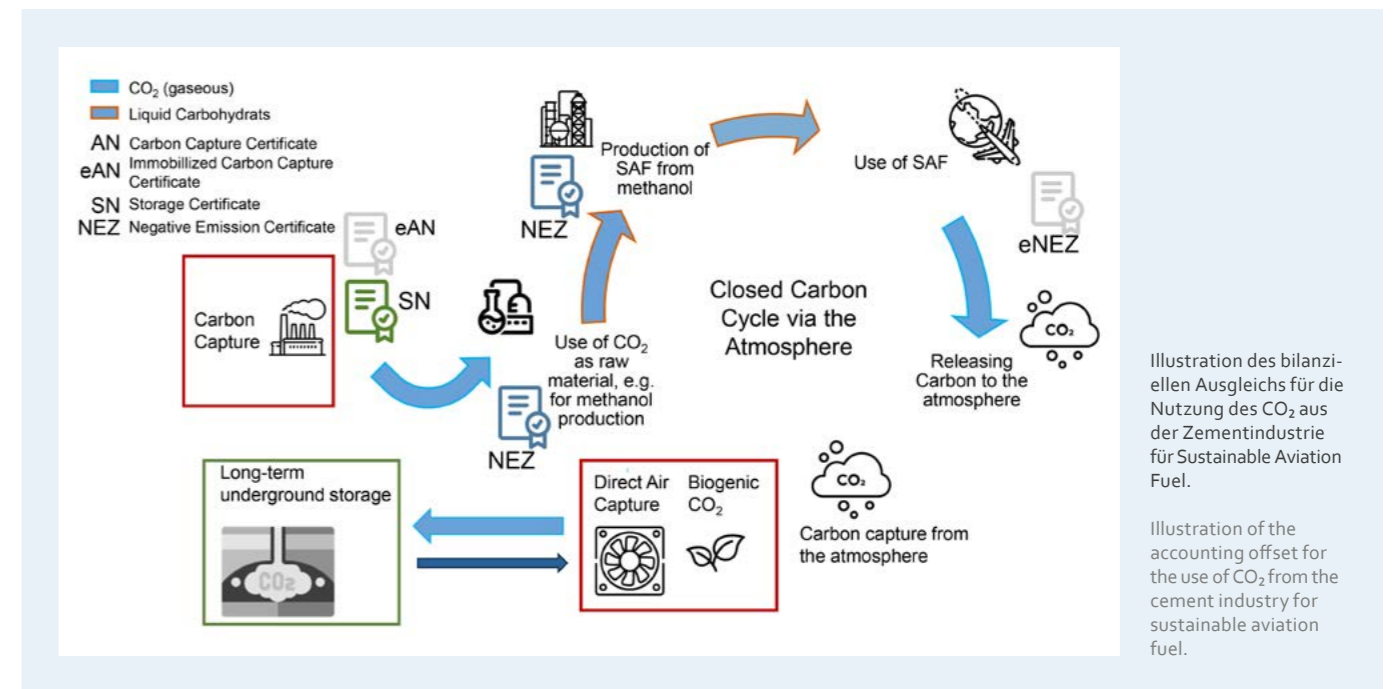 CO₂ (gaseous)
Liquid Carbohydrats
AN Carbon Capture Certificate
eAN Immobillized Carbon Capture
Certificate
SN Storage Certificate
NEZ Negative Emission Certificate
eAN
SN
Carbon
Capture
Production of
SAF from
methanol
NEZ
Use of CO₂
as raw
material, e.g.
for methanol
production
NEZ
Use of SAF
eNEZ
Closed Carbon
Cycle via the
Atmosphere
CO₂
Releasing
Carbon to the
atmosphere
Long-term
underground storage
CO₂
Direct Air
Capture
Biogenic
CO₂
CO₂
Carbon capture from
the atmosphere
Illustration des bilanzi-
ellen Ausgleichs für die
Nutzung des CO₂ aus
der Zementindustrie
für Sustainable Aviation
Fuel.
Illustration of the
accounting offset for
the use of CO₂ from the
cement industry for
sustainable aviation
fuel.